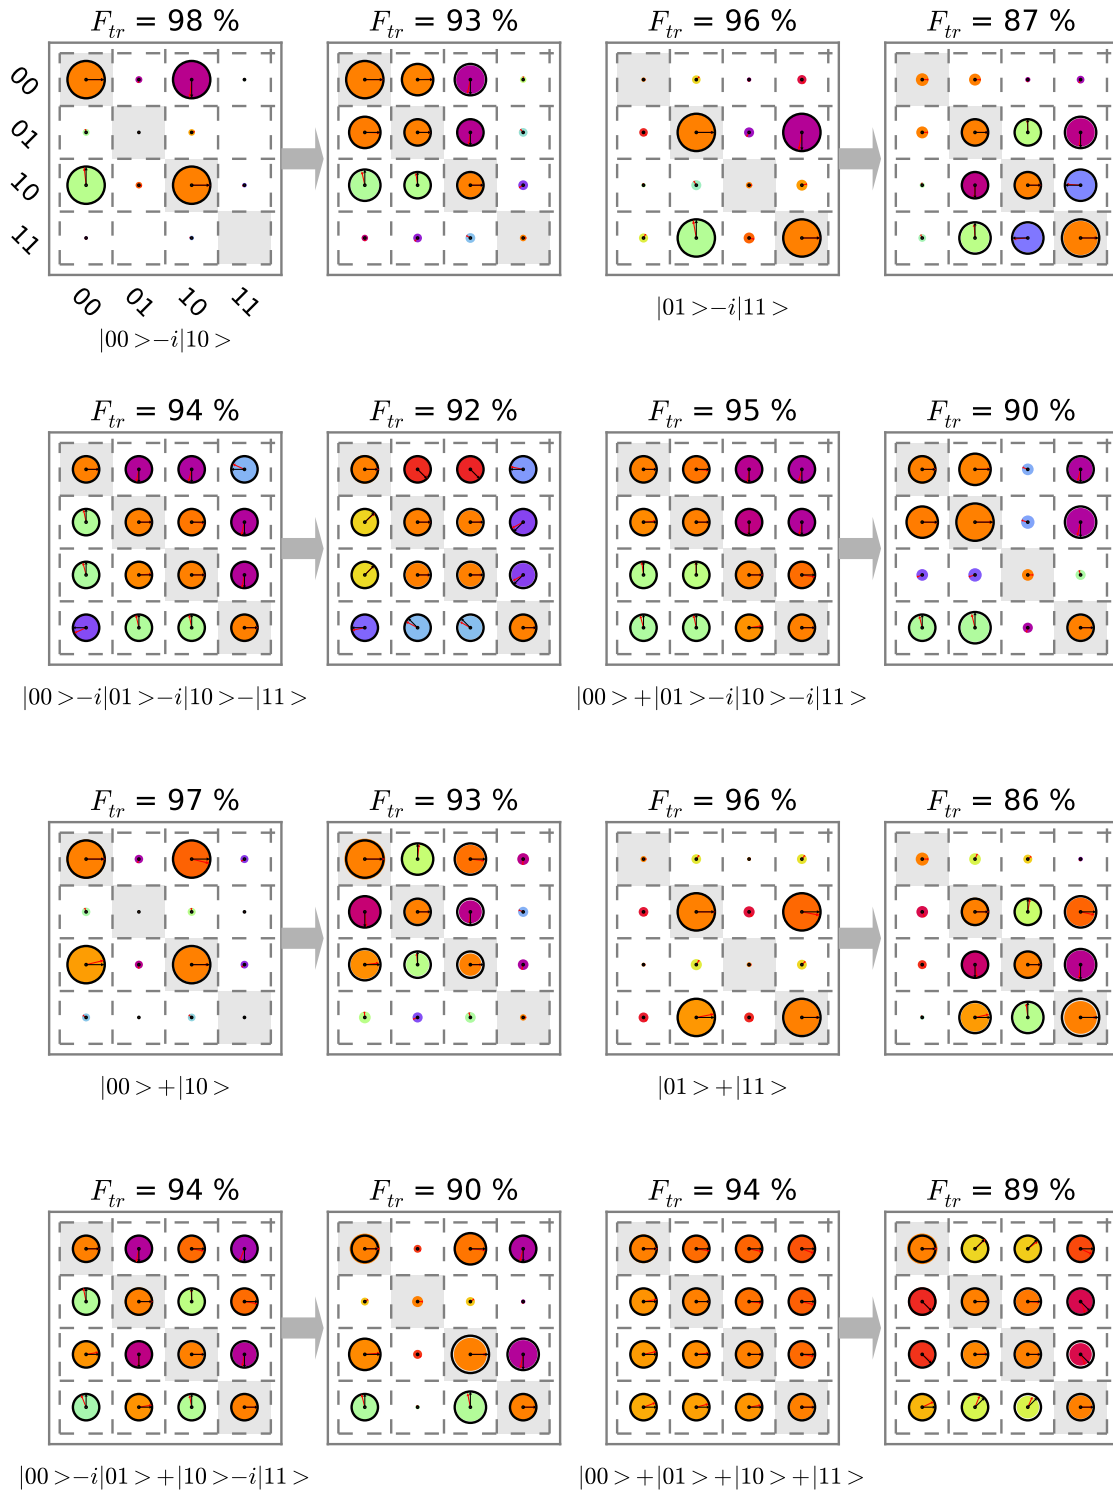 F_tr = 98 %
93 %
F_tr = 96 %
87 %
00
01
10
11
00 01 10 11
|00>−i|10>
|01>−i|11>
F_tr = 94 %
F_tr = 92 %
F_tr = 95 %
F_tr = 90 %
|00>−i|01>−i|10>−|11>
|00>+|01>−i|10>−i|11>
F_tr = 97 %
F_tr = 93 %
F_tr = 96 %
F_tr = 86 %
|00>+|10>
|01>+|11>
F_tr = 94 %
F_tr = 90 %
F_tr = 94 %
F_tr = 89 %
|00>−i|01>+|10>−i|11>
|00>+|01>+|10>+|11>